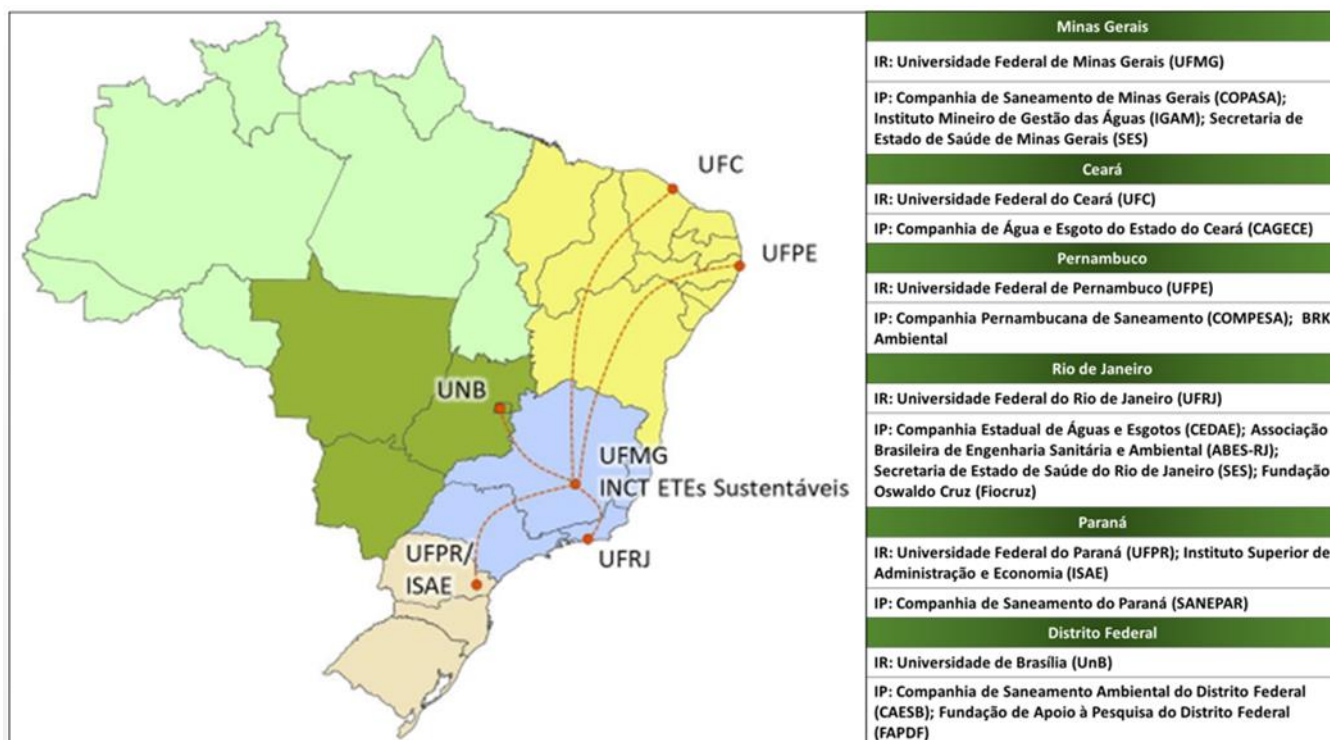 UFC
UFPE
UNB
UFMG
INCT ETEs Sustentáveis
UFPR/
ISAE
UFRJ
Minas Gerais
IR: Universidade Federal de Minas Gerais (UFMG)
IP: Companhia de Saneamento de Minas Gerais (COPASA);
Instituto Mineiro de Gestão das Águas (IGAM); Secretaria de
Estado de Saúde de Minas Gerais (SES)
Ceará
IR: Universidade Federal do Ceará (UFC)
IP: Companhia de Água e Esgoto do Estado do Ceará (CAGECE)
Pernambuco
IR: Universidade Federal de Pernambuco (UFPE)
IP: Companhia Pernambucana de Saneamento (COMPESA); BRK
Ambiental
Rio de Janeiro
IR: Universidade Federal do Rio de Janeiro (UFRJ)
IP: Companhia Estadual de Águas e Esgotos (CEDAE); Associação
Brasileira de Engenharia Sanitária e Ambiental (ABES-RJ);
Secretaria de Estado de Saúde do Rio de Janeiro (SES); Fundação
Oswaldo Cruz (Fiocruz)
Paraná
IR: Universidade Federal do Paraná (UFPR); Instituto Superior de
Administração e Economia (ISAE)
IP: Companhia de Saneamento do Paraná (SANEPAR)
Distrito Federal
IR: Universidade de Brasília (UnB)
IP: Companhia de Saneamento Ambiental do Distrito Federal
(CAESB); Fundação de Apoio à Pesquisa do Distrito Federal
(FAPDF)